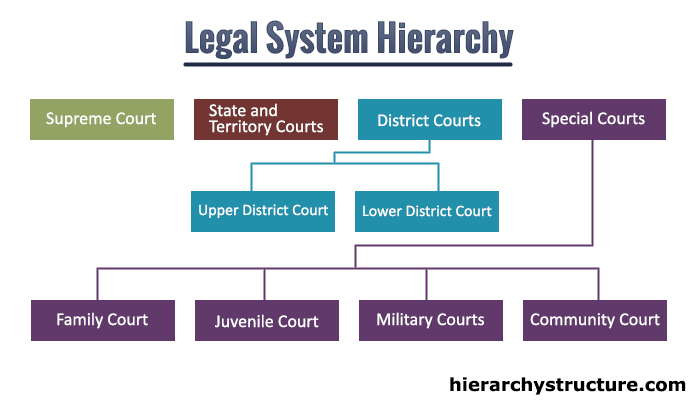 Legal System Hierarchy
Supreme Court
State and
Territory Courts
District Courts
Special Courts
Upper District Court
Lower District Court
Family Court
Juvenile Court
Military Courts
Community Court
hierarchystructure.com